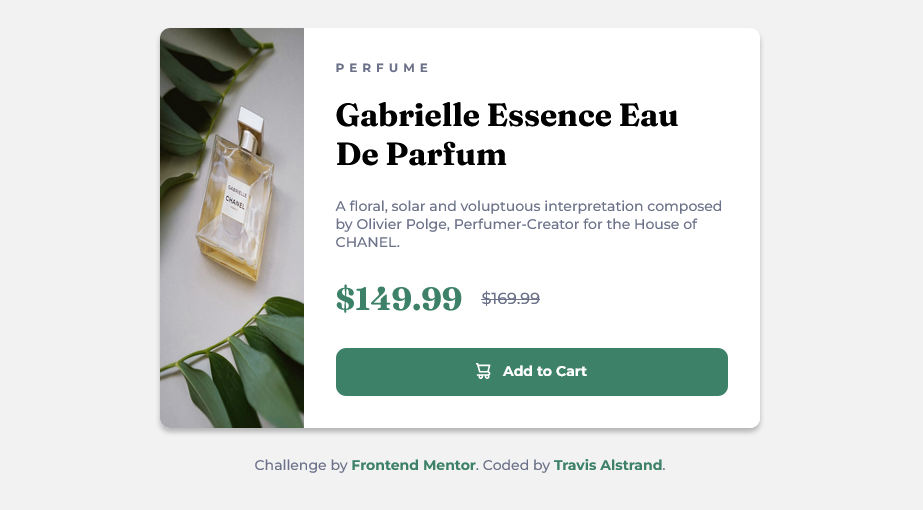 PERFUME
Gabrielle Essence Eau
De Parfum
A floral, solar and voluptuous interpretation composed
by Olivier Polge, Perfumer-Creator for the House of
CHANEL.
$149.99 $169.99
Add to Cart
GABRIELLE
CHANEL
Challenge by Frontend Mentor. Coded by Travis Alstrand.